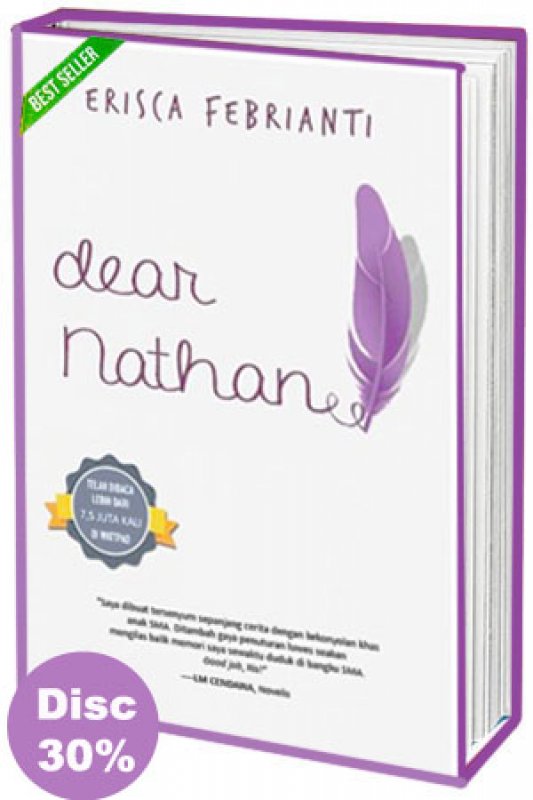 BEST SELLER
ERISCA FEBRIANTI
dear
Nathan
TELAH DIBACA
LEBIH DARI
7,5 JUTA KALI
DI WATTPAD
"Saya dibuat tersenyum sepanjang cerita dengan kekonyolan khas
anak SMA. Ditambah gaya penuturan luwes seakan
mengilas balik memori saya sewaktu duduk di bangku SMA.
Good job, Ris!"
—LM CENDANA, Novelis
Disc
30%